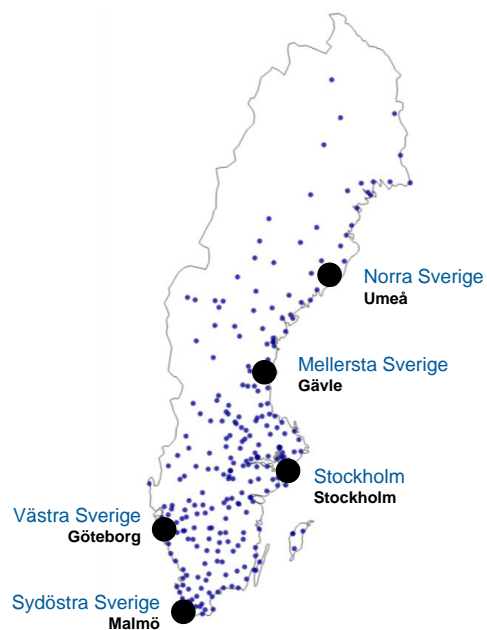 Norra Sverige
Umeå
Mellersta Sverige
Gävle
Stockholm
Stockholm
Västra Sverige
Göteborg
Sydöstra Sverige
Malmö